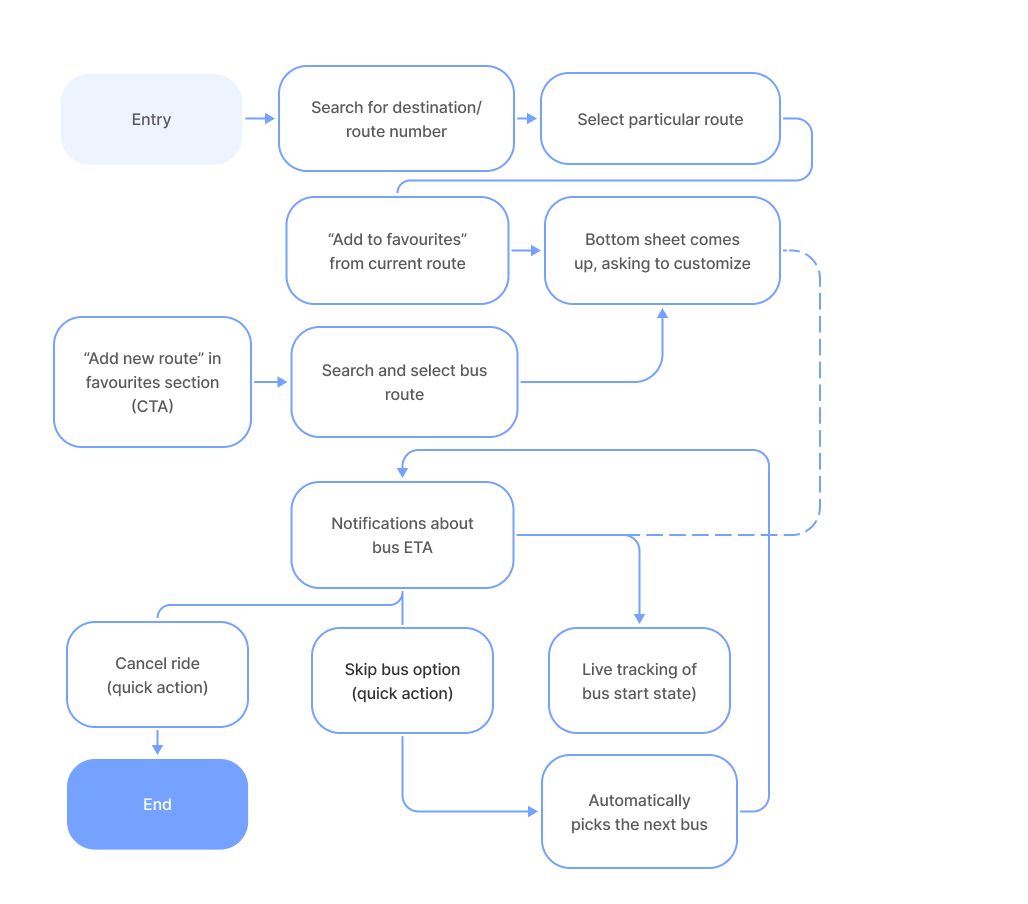 Entry
Search for destination/
route number
Select particular route
“Add to favourites”
from current route
Bottom sheet comes
up, asking to customize
“Add new route” in
favourites section
(CTA)
Search and select bus
route
Notifications about
bus ETA
Cancel ride
(quick action)
Skip bus option
(quick action)
Live tracking of
bus start state)
End
Automatically
picks the next bus